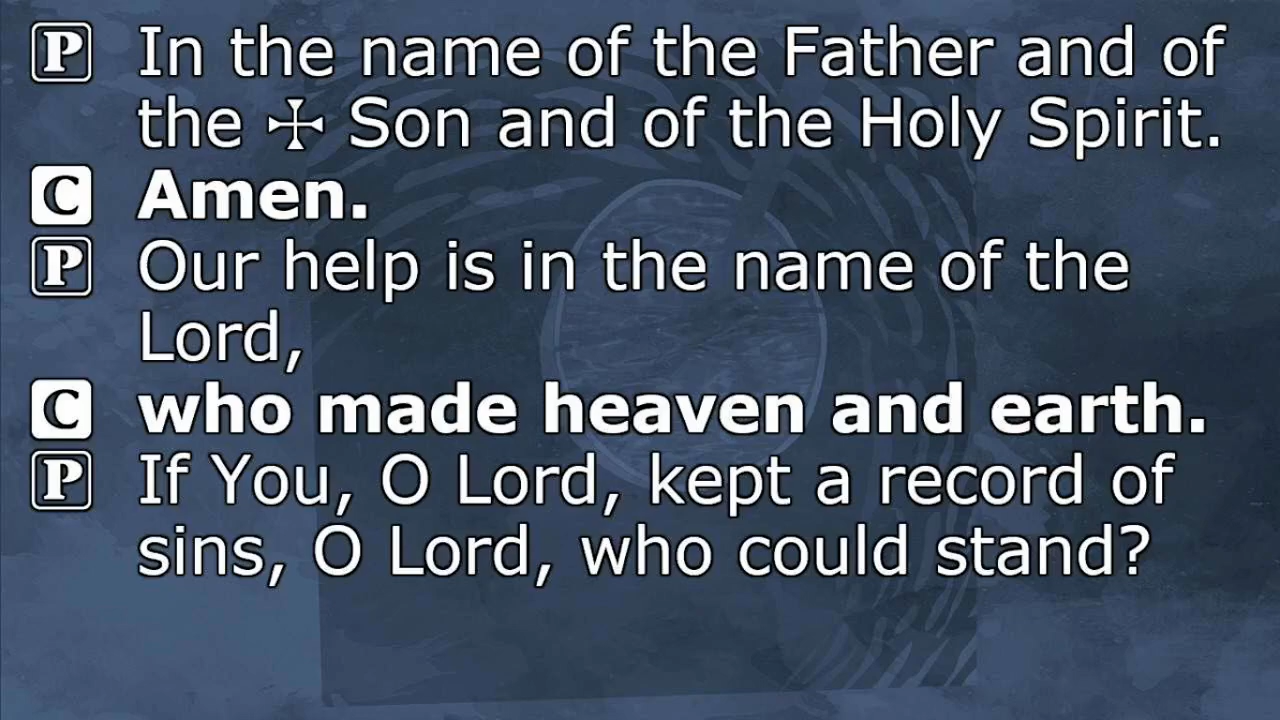 P In the name of the Father and of
the ☩ Son and of the Holy Spirit.
C Amen.
P Our help is in the name of the
Lord,
C who made heaven and earth.
P If You, O Lord, kept a record of
sins, O Lord, who could stand?